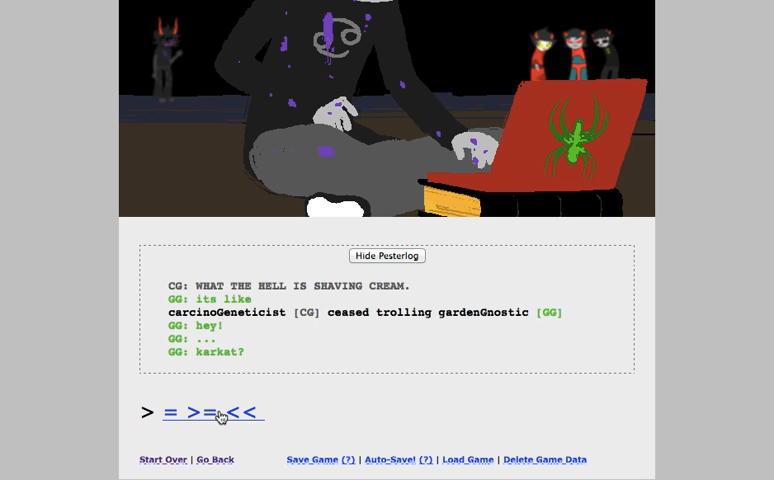 Hide Pesterlog
CG: WHAT THE HELL IS SHAVING CREAM.
GG: its like
carcinoGeneticist [CG] ceased trolling gardenGnostic [GG]
GG: hey!
GG: ...
GG: karkat?
> = >=<<
Start Over | Go Back
Save Game (?) | Auto-Save! (?) | Load Game | Delete Game Data